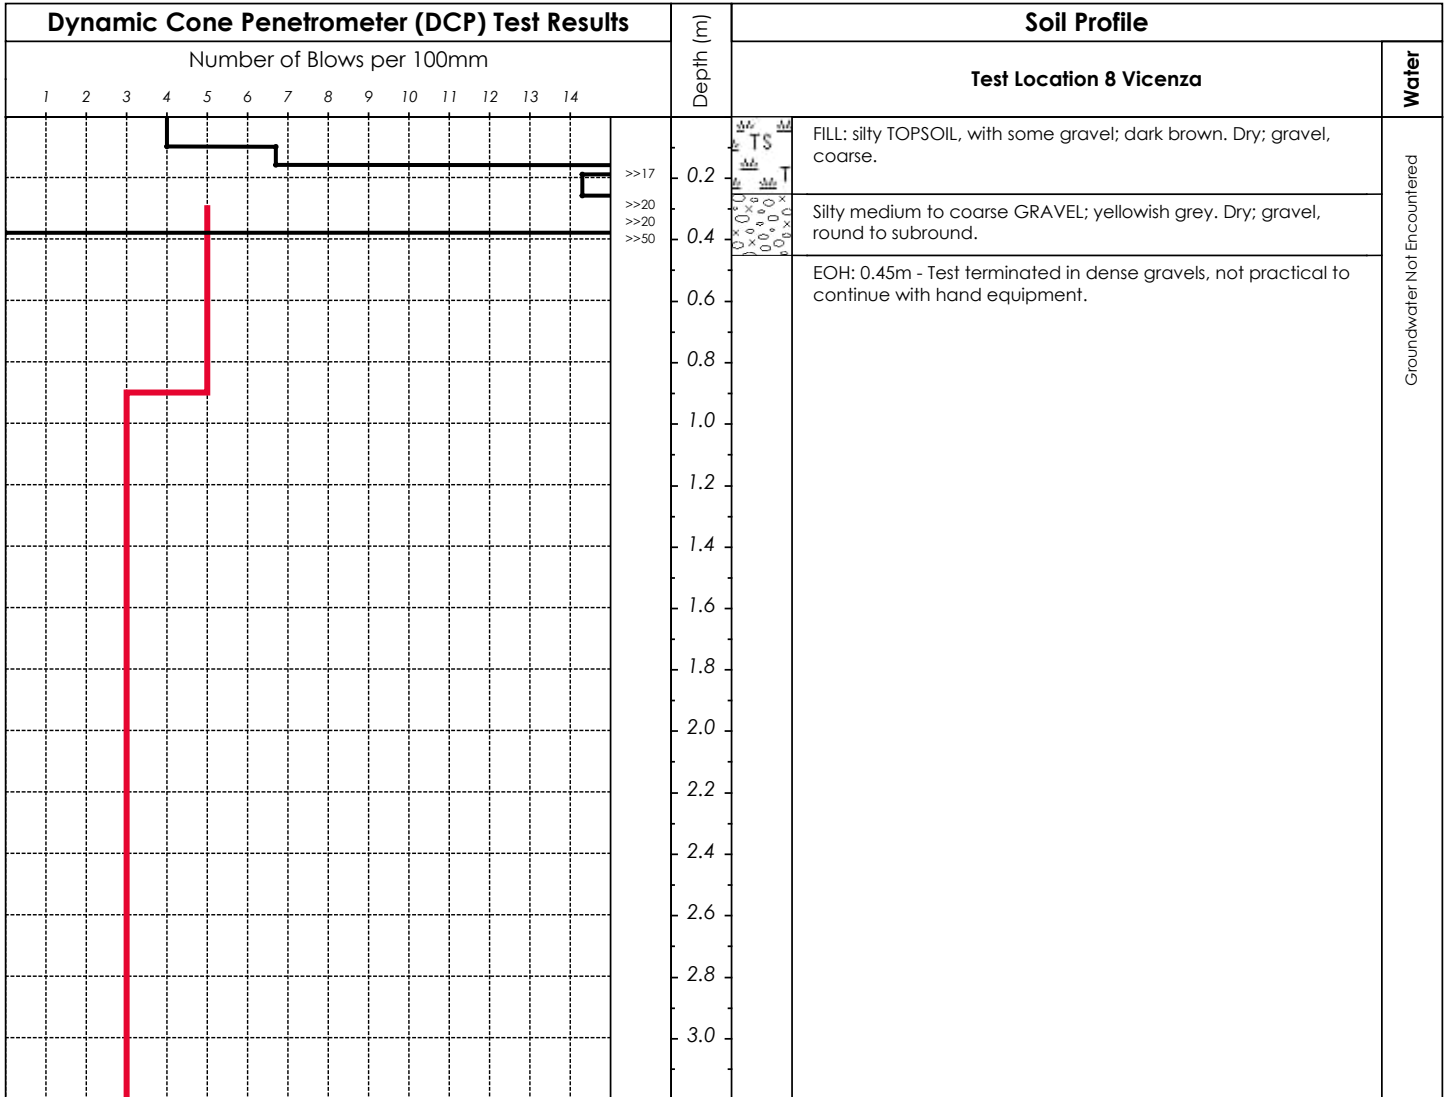 Dynamic Cone Penetrometer (DCP) Test Results
Number of Blows per 100mm
1 2 3 4 5 6 7 8 9 10 11 12 13 14
Depth (m)
Soil Profile
Test Location 8 Vicenza
Water
>>17
>>20
>>20
>>50
0.2
0.4
0.6
0.8
1.0
1.2
1.4
1.6
1.8
2.0
2.2
2.4
2.6
2.8
3.0
TS
T
FILL: silty TOPSOIL, with some gravel; dark brown. Dry; gravel,
coarse.
Silty medium to coarse GRAVEL; yellowish grey. Dry; gravel,
round to subround.
EOH: 0.45m - Test terminated in dense gravels, not practical to
continue with hand equipment.
Groundwater Not Encountered